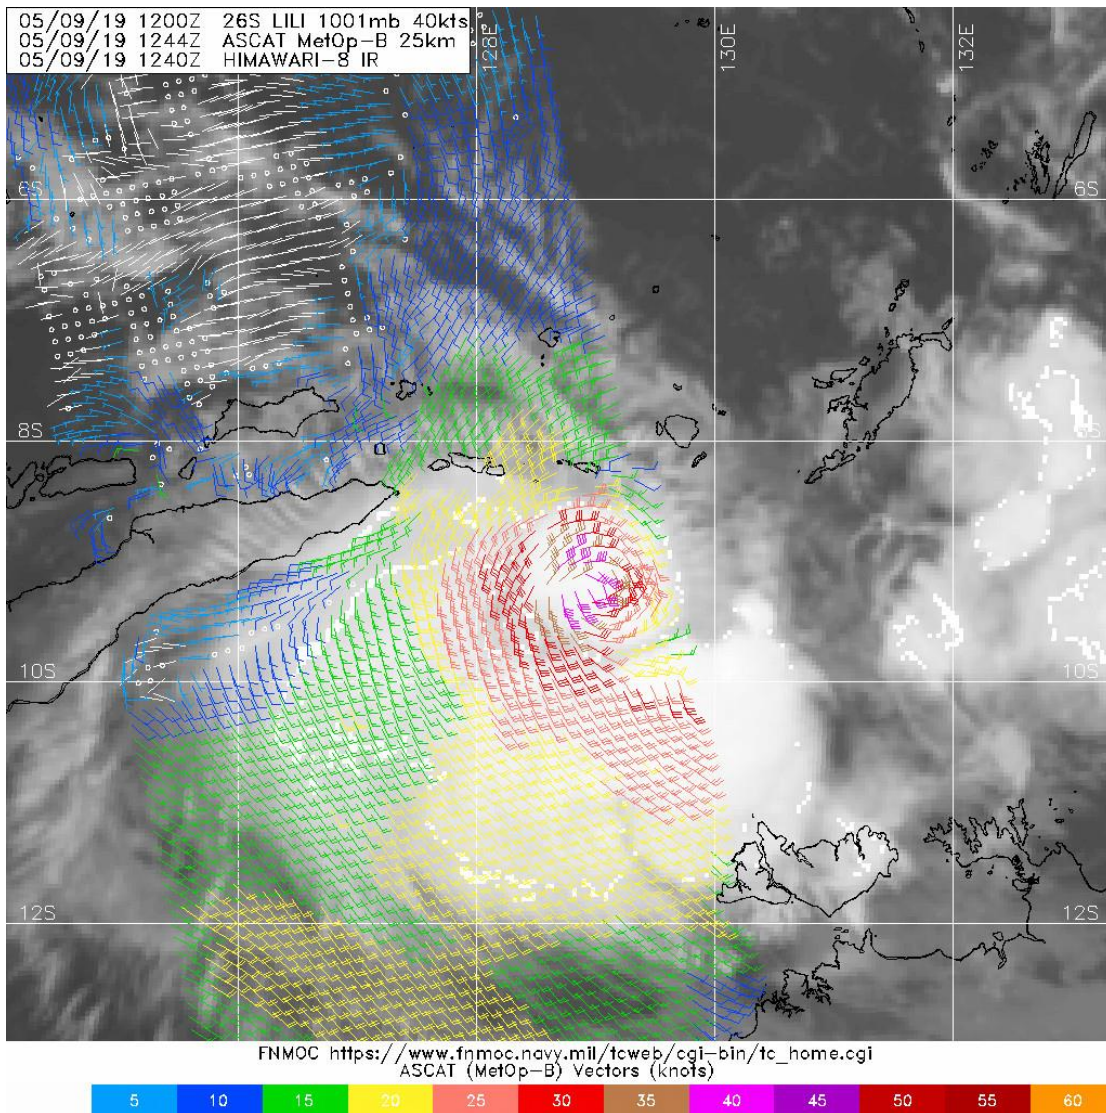 05/09/19 1200Z 26S LILI 1001mb 40kts
05/09/19 1244Z ASCAT MetOp-B 25km
05/09/19 1240Z HIMAWARI-8 IR
128E
130E
132E
6S
6S
8S
8S
10S
10S
12S
12S
FNMOC https://www.fnmoc.navy.mil/tcweb/cgi-bin/tc_home.cgi
ASCAT (MetOp-B) Vectors (knots)
5 10 15 20 25 30 35 40 45 50 55 60